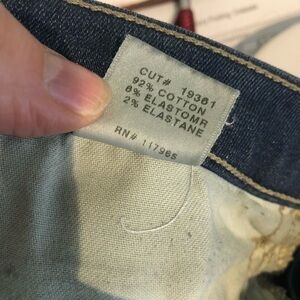 CUT# 19361
92% COTTON
6% ELASTOMR
2% ELASTANE
RN# 117965